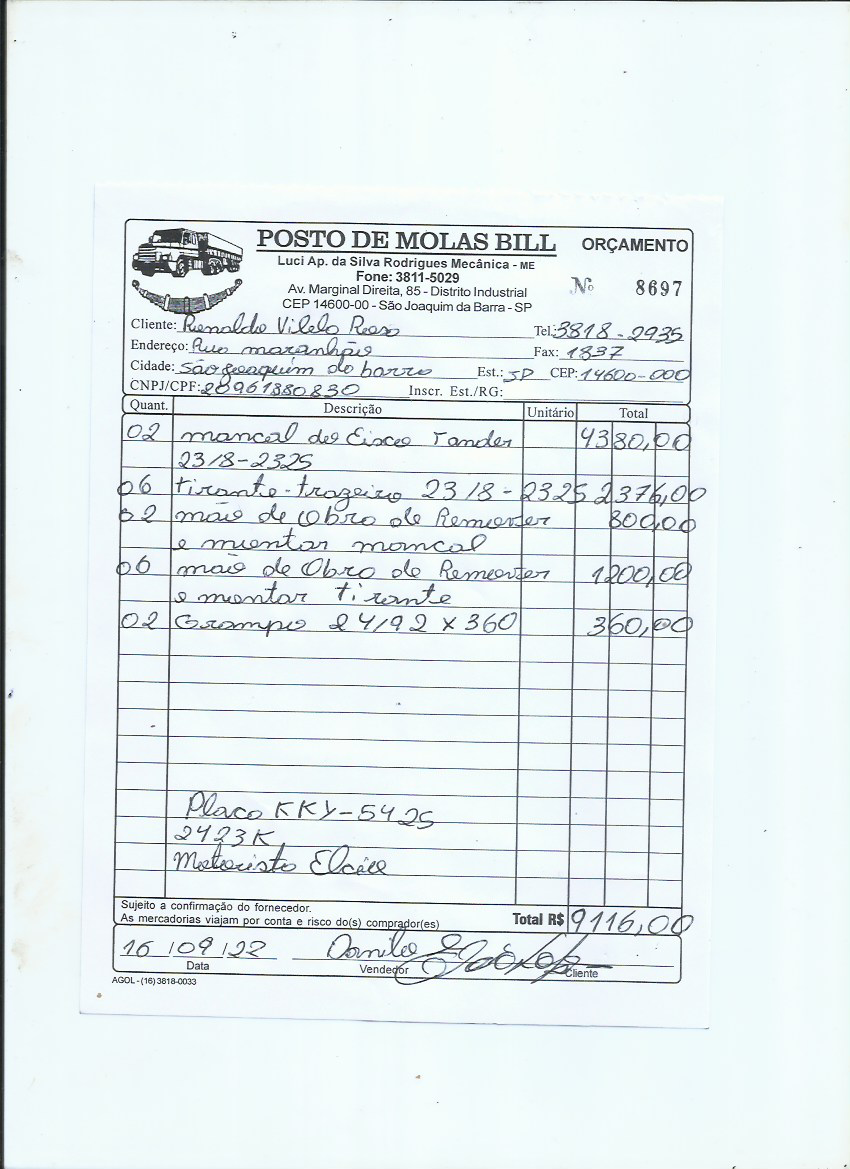 POSTO DE MOLAS BILL ORÇAMENTO
Luci Ap. da Silva Rodrigues Mecânica - ME
Fone: 3811-5029
Nº 8697
Av. Marginal Direita, 85 - Distrito Industrial
CEP 14600-00 - São Joaquim da Barra - SP
Cliente: Renaldo Vilela Tel.: 3818-2935
Endereço: Rua maranhão Fax: 1837
Cidade: São Joaquim da barra Est.: SP CEP: 14600-000
CNPJ/CPF: 20961880830 Inscr. Est./RG:
Quant. Descrição Unitário Total
02 mancal do Eixo Tander 4380,00
2318-2325
06 tirante-trazeiro 2318-2325 2376,00
02 mão de Obra de Remover 800,00
e montar mancal
06 mão de Obra de Remover 1200,00
e montar tirante
02 Grampo 24/92 x 360 360,00
Placa KKY-5425
2423K
Motorista
Sujeito a confirmação do fornecedor.
As mercadorias viajam por conta e risco do(s) comprador(es) Total R$ 9116,00
16/09/22 Danilo
Data Vendedor Cliente
AGOL - (16) 3818-0033